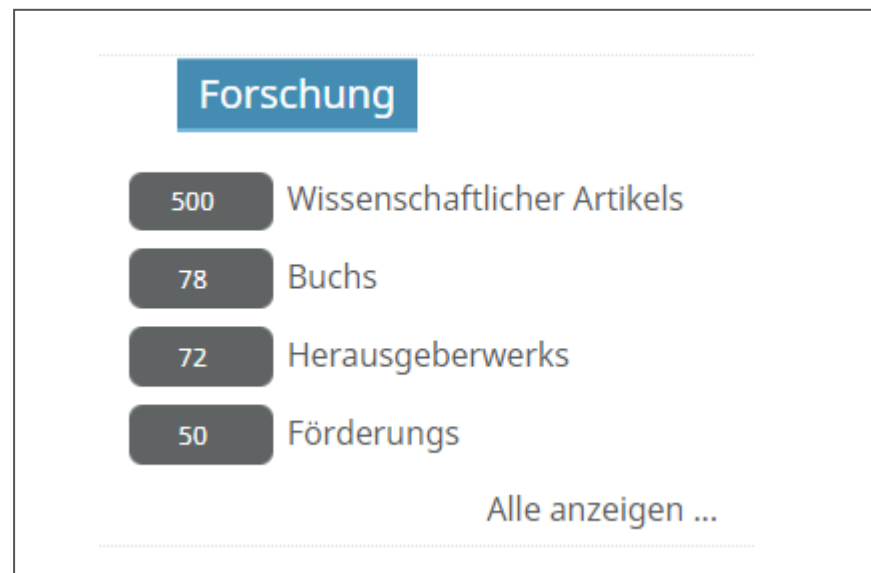 Forschung
500 Wissenschaftlicher Artikels
78 Buchs
72 Herausgeberwerks
50 Förderungs
Alle anzeigen ...